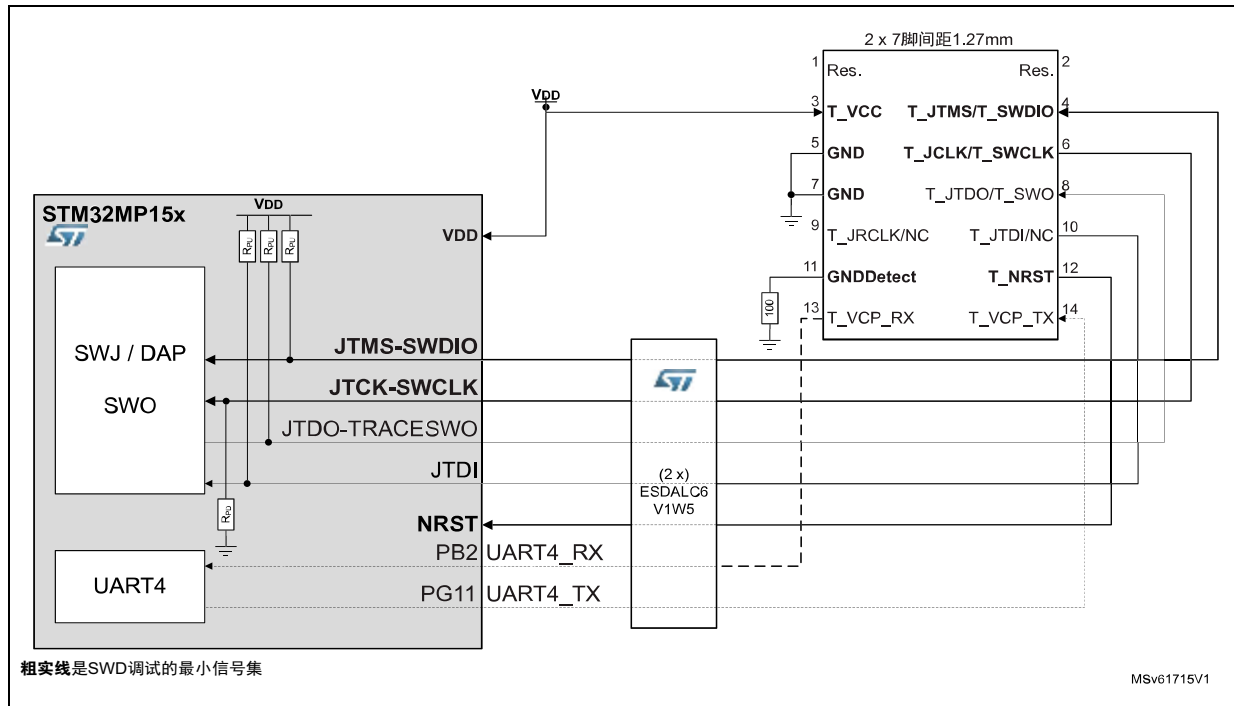 2 x 7脚间距1.27mm
1
Res.
Res.
2
VDD
3
T_VCC
T_JTMS/T_SWDIO
4
5
GND
T_JCLK/T_SWCLK
6
7
GND
T_JTDO/T_SWO
8
9
T_JRCLK/NC
T_JTDI/NC
10
11
GNDDetect
T_NRST
12
100
13
T_VCP_RX
T_VCP_TX
14
STM32MP15x
ST
VDD
VDD
RPU
RPU
RPU
SWJ / DAP
SWO
JTMS-SWDIO
JTCK-SWCLK
JTDO-TRACESWO
JTDI
RPD
NRST
PB2
UART4_RX
PG11
UART4_TX
UART4
ST
(2 x)
ESDALC6
V1W5
粗实线是SWD调试的最小信号集
MSv61715V1